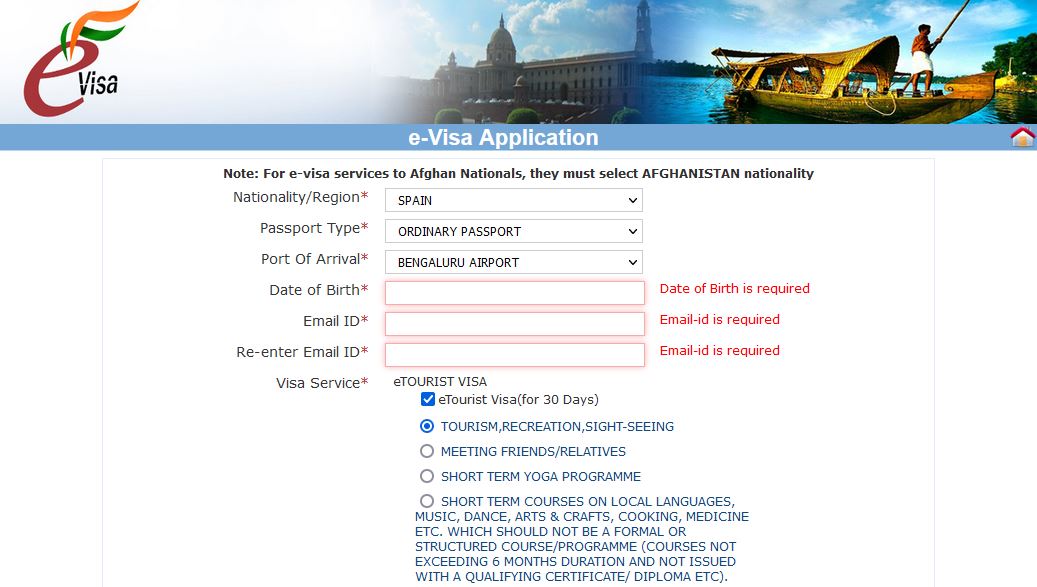 e Visa
e-Visa Application
Note: For e-visa services to Afghan Nationals, they must select AFGHANISTAN nationality
Nationality/Region* SPAIN
Passport Type* ORDINARY PASSPORT
Port Of Arrival* BENGALURU AIRPORT
Date of Birth* Date of Birth is required
Email ID* Email-id is required
Re-enter Email ID* Email-id is required
Visa Service* eTOURIST VISA
eTourist Visa(for 30 Days)
TOURISM,RECREATION,SIGHT-SEEING
MEETING FRIENDS/RELATIVES
SHORT TERM YOGA PROGRAMME
SHORT TERM COURSES ON LOCAL LANGUAGES,
MUSIC, DANCE, ARTS & CRAFTS, COOKING, MEDICINE
ETC. WHICH SHOULD NOT BE A FORMAL OR
STRUCTURED COURSE/PROGRAMME (COURSES NOT
EXCEEDING 6 MONTHS DURATION AND NOT ISSUED
WITH A QUALIFYING CERTIFICATE/ DIPLOMA ETC).